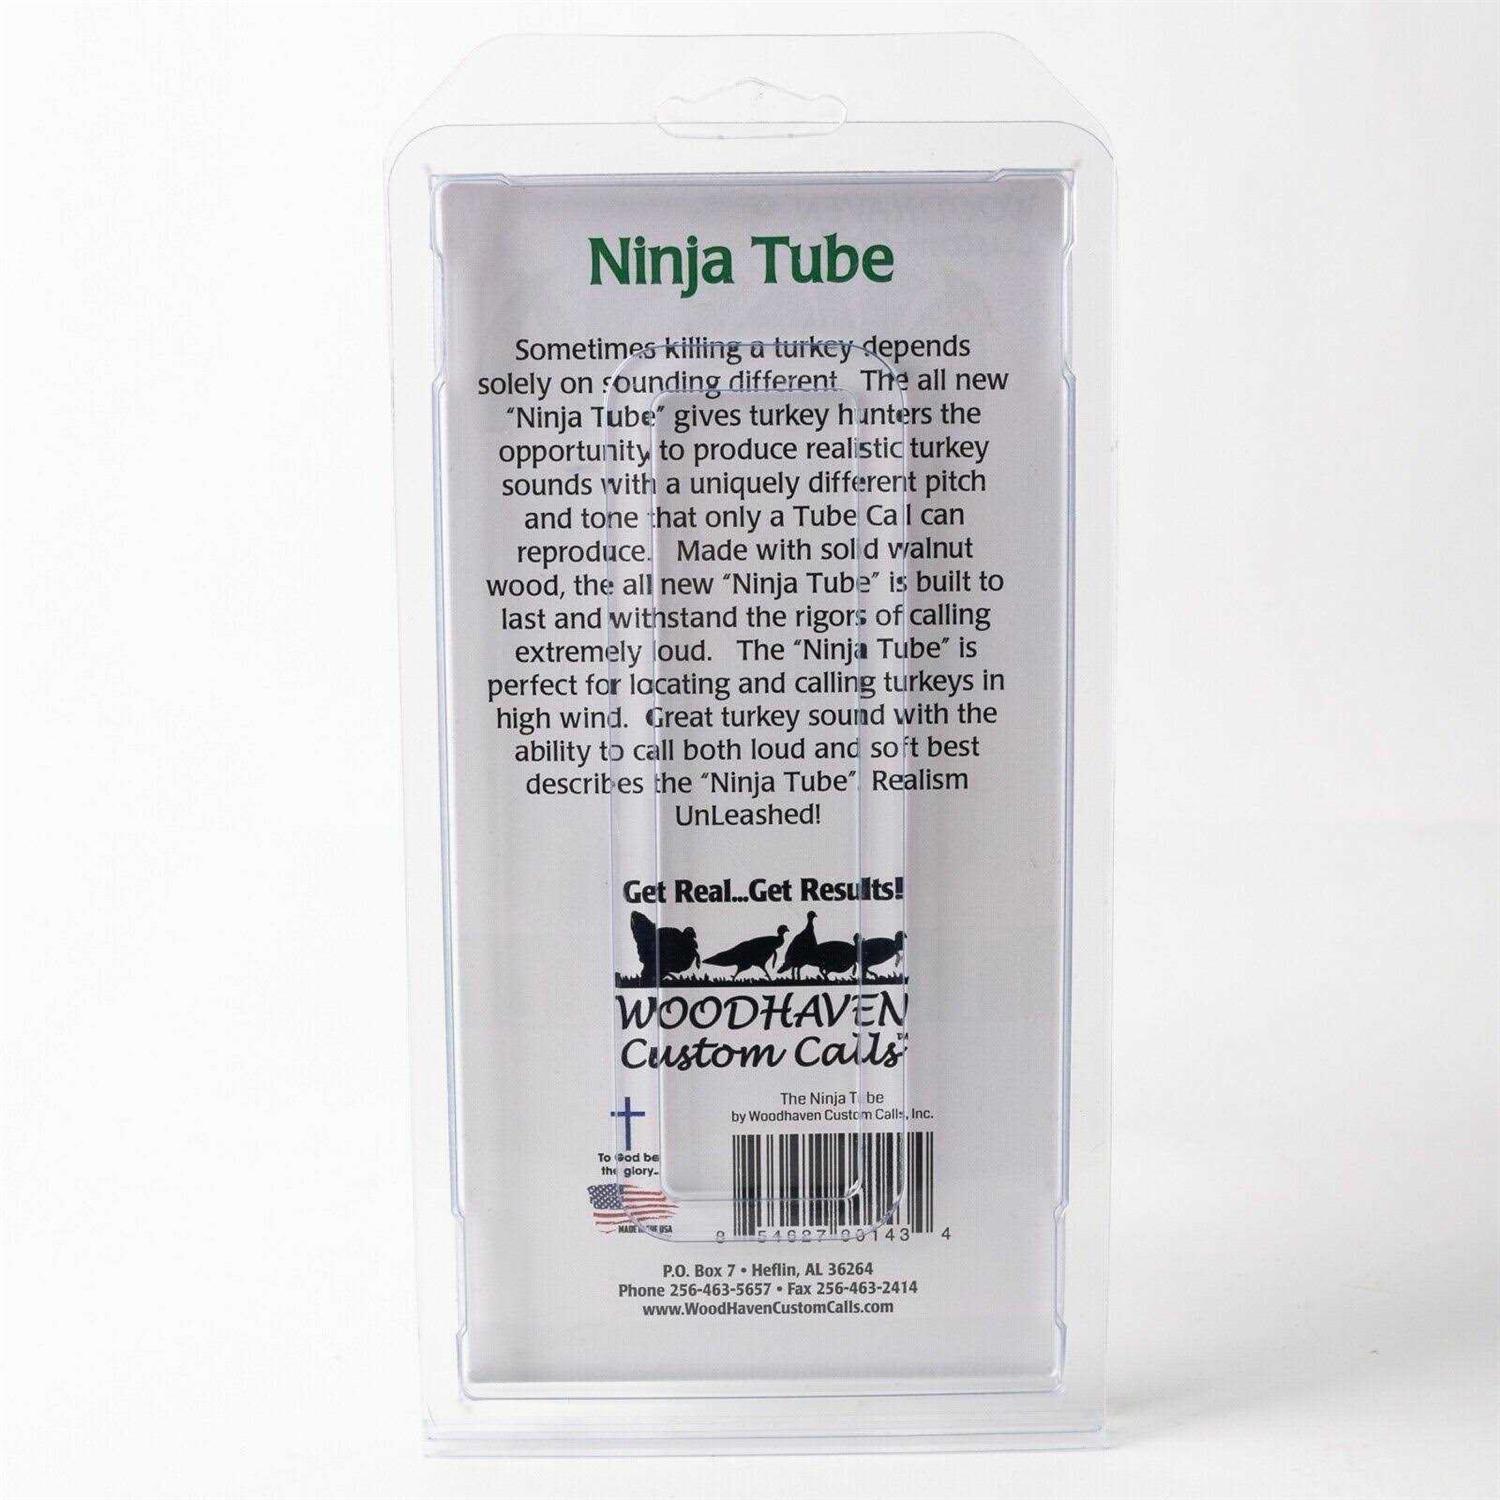 Ninja Tube
Sometimes killing a turkey depends
solely on sounding different. The all new
“Ninja Tube” gives turkey hunters the
opportunity to produce realistic turkey
sounds with a uniquely different pitch
and tone that only a Tube Call can
reproduce. Made with solid walnut
wood, the all new “Ninja Tube” is built to
last and withstand the rigors of calling
extremely loud. The “Ninja Tube” is
perfect for locating and calling turkeys in
high wind. Great turkey sound with the
ability to call both loud and soft best
describes the “Ninja Tube”. Realism
UnLeashed!
Get Real...Get Results!
WOODHAVEN
Custom Calls™
The Ninja Tube
by Woodhaven Custom Calls, Inc.
To God be
the glory...
MADE IN THE USA
8 54627 00143 4
P.O. Box 7 • Heflin, AL 36264
Phone 256-463-5657 • Fax 256-463-2414
www.WoodHavenCustomCalls.com